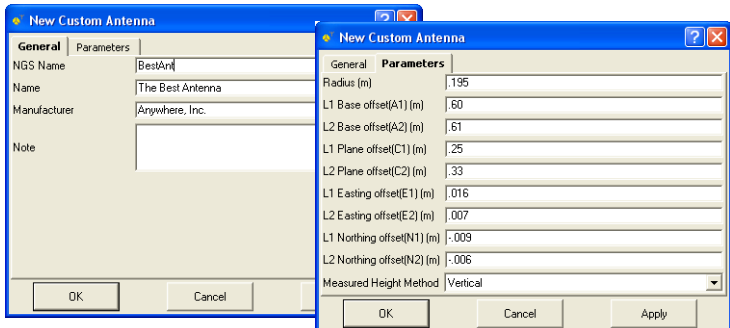 New Custom Antenna
General Parameters
NGS Name BestAnt
Name The Best Antenna
Manufacturer Anywhere, Inc.
Note
OK Cancel
New Custom Antenna
General Parameters
Radius (m) .195
L1 Base offset(A1) (m) .60
L2 Base offset(A2) (m) .61
L1 Plane offset(C1) (m) .25
L2 Plane offset(C2) (m) .33
L1 Easting offset(E1) (m) .016
L2 Easting offset(E2) (m) .007
L1 Northing offset(N1) (m) -.009
L2 Northing offset(N2) (m) -.006
Measured Height Method Vertical
OK Cancel Apply